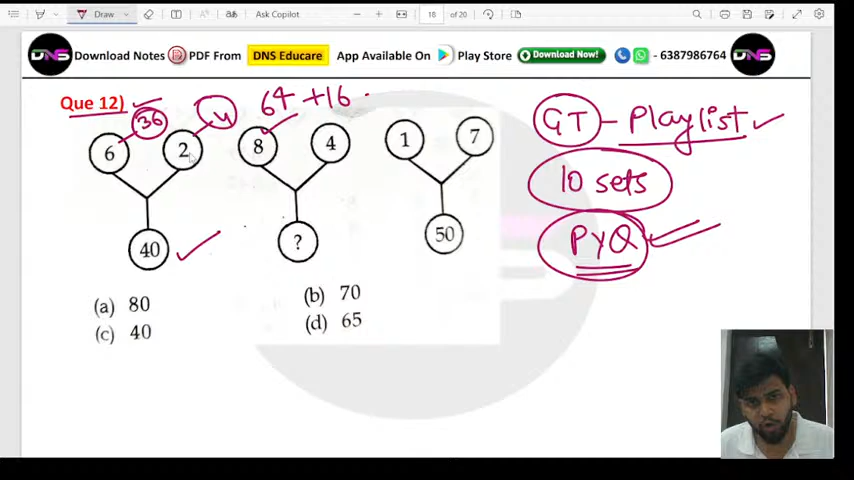 Draw
Ask Copilot
18 of 20
DNS Download Notes PDF From DNS Educare App Available On Play Store Download Now! 6387986764 DNS
Que 12) 64 +16
36 4
6 2 8 4 1 7
GT - Playlist
10 sets
40 ? 50
PYQ
(a) 80 (b) 70
(c) 40 (d) 65